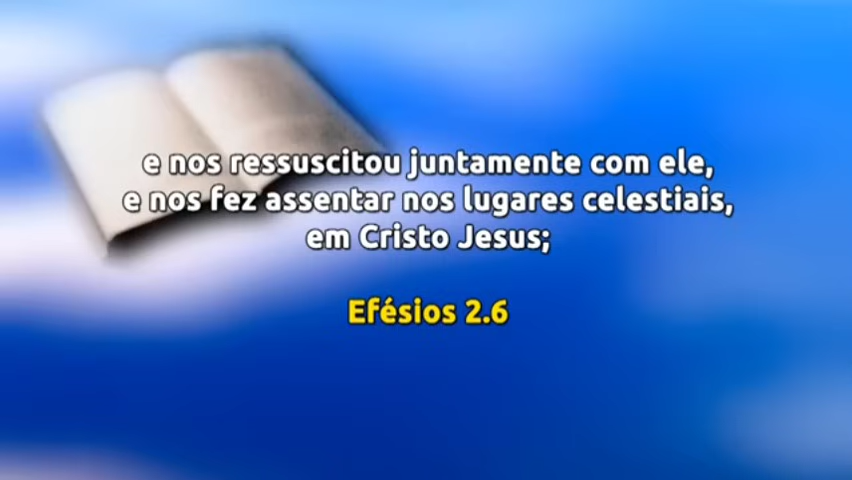 e nos ressuscitou juntamente com ele,
e nos fez assentar nos lugares celestiais,
em Cristo Jesus;
Efésios 2.6